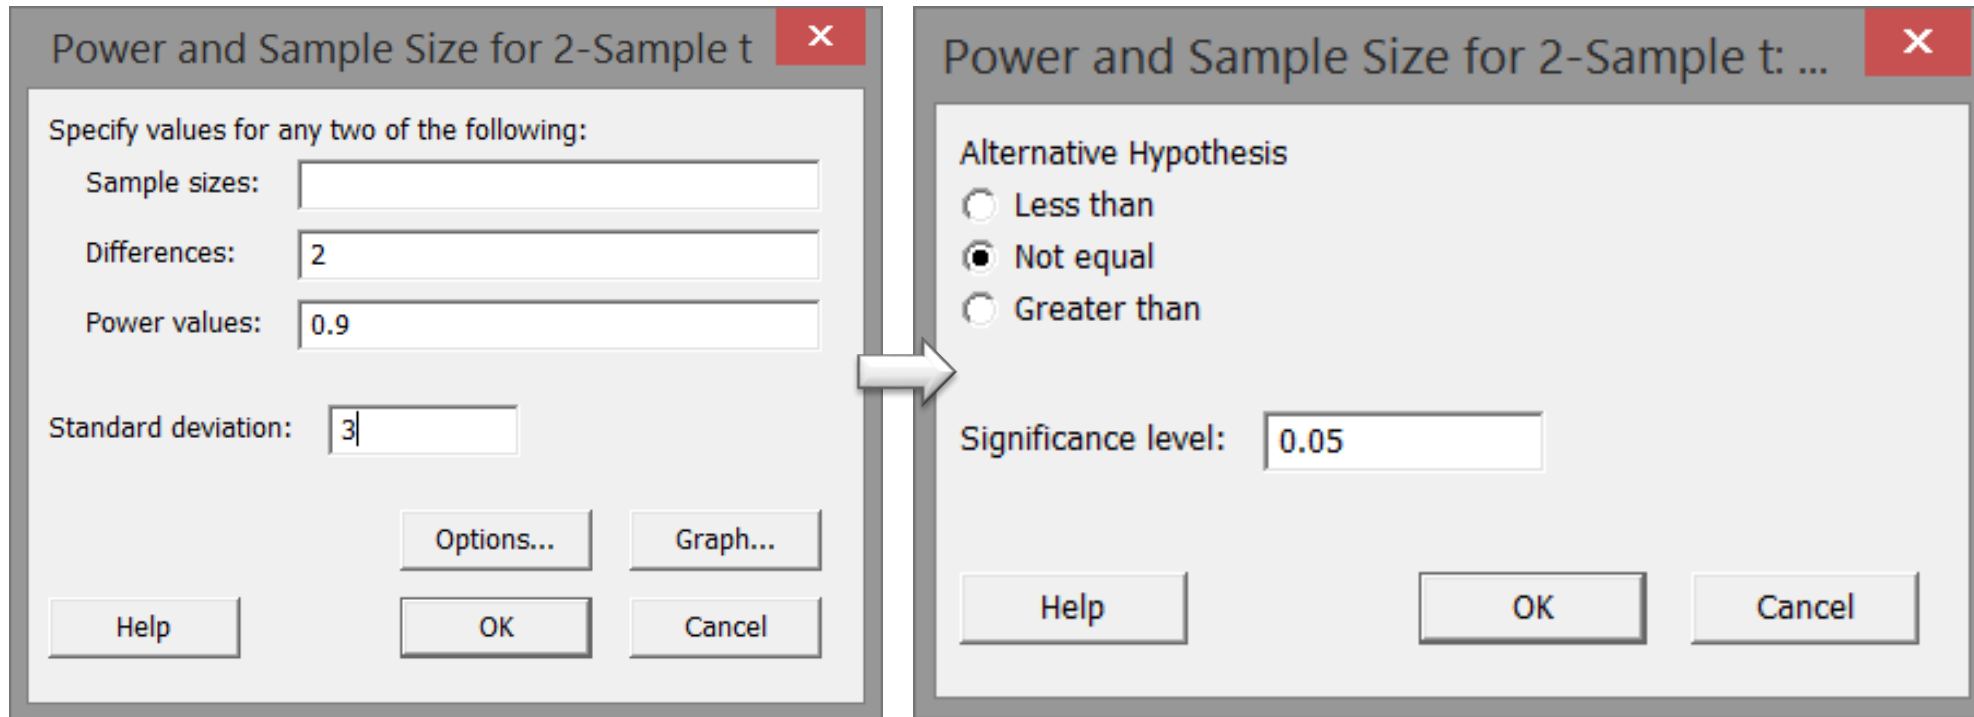 Power and Sample Size for 2-Sample t
Specify values for any two of the following:
Sample sizes:
Differences: 2
Power values: 0.9
Standard deviation: 3
Options... Graph...
Help OK Cancel
Power and Sample Size for 2-Sample t: ...
Alternative Hypothesis
Less than
Not equal
Greater than
Significance level: 0.05
Help OK Cancel